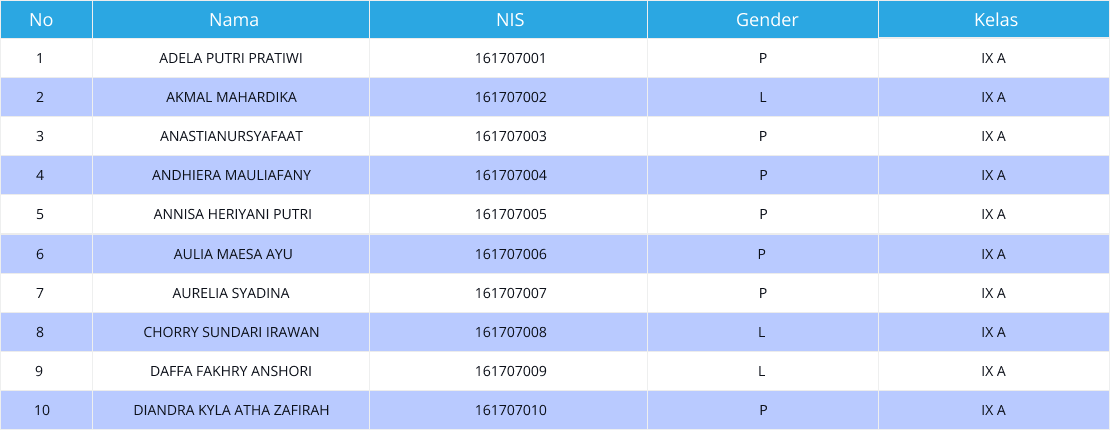 No Nama NIS Gender Kelas
1 ADELA PUTRI PRATIWI 161707001 P IX A
2 AKMAL MAHARDIKA 161707002 L IX A
3 ANASTIANURSYAFAAT 161707003 P IX A
4 ANDHIERA MAULIAFANY 161707004 P IX A
5 ANNISA HERIYANI PUTRI 161707005 P IX A
6 AULIA MAESA AYU 161707006 P IX A
7 AURELIA SYADINA 161707007 P IX A
8 CHORRY SUNDARI IRAWAN 161707008 L IX A
9 DAFFA FAKHRY ANSHORI 161707009 L IX A
10 DIANDRA KYLA ATHA ZAFIRAH 161707010 P IX A